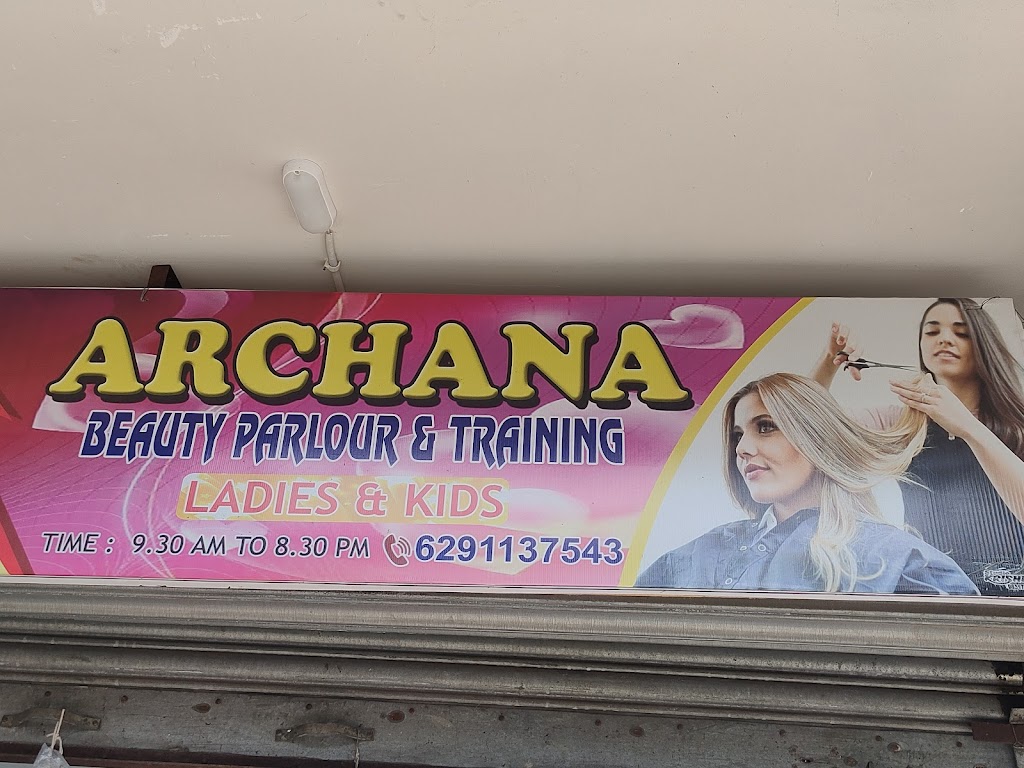 ARCHANA
BEAUTY PARLOUR & TRAINING
LADIES & KIDS
TIME : 9.30 AM TO 8.30 PM 6291137543